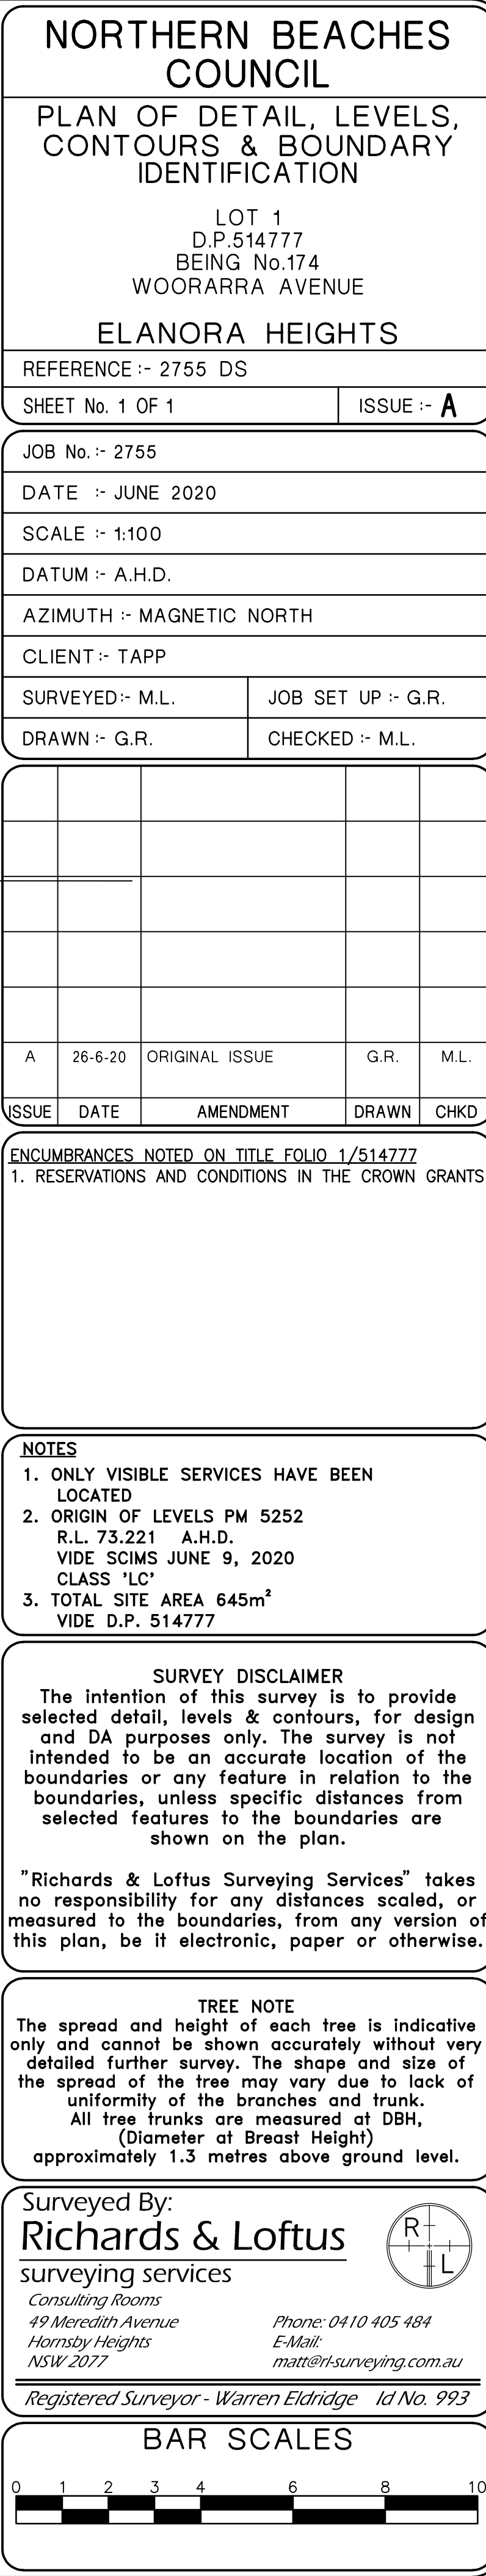 NORTHERN BEACHES
COUNCIL
PLAN OF DETAIL, LEVELS,
CONTOURS & BOUNDARY
IDENTIFICATION
LOT 1
D.P.514777
BEING No.174
WOORARRA AVENUE
ELANORA HEIGHTS
REFERENCE :- 2755 DS
SHEET No. 1 OF 1 ISSUE :- A
JOB No. :- 2755
DATE :- JUNE 2020
SCALE :- 1:100
DATUM :- A.H.D.
AZIMUTH :- MAGNETIC NORTH
CLIENT :- TAPP
SURVEYED:- M.L. JOB SET UP :- G.R.
DRAWN :- G.R. CHECKED :- M.L.
A 26-6-20 ORIGINAL ISSUE G.R. M.L.
ISSUE DATE AMENDMENT DRAWN CHKD
ENCUMBRANCES NOTED ON TITLE FOLIO 1/514777
1. RESERVATIONS AND CONDITIONS IN THE CROWN GRANTS
NOTES
1. ONLY VISIBLE SERVICES HAVE BEEN
LOCATED
2. ORIGIN OF LEVELS PM 5252
R.L. 73.221 A.H.D.
VIDE SCIMS JUNE 9, 2020
CLASS 'LC'
3. TOTAL SITE AREA 645m²
VIDE D.P. 514777
SURVEY DISCLAIMER
The intention of this survey is to provide
selected detail, levels & contours, for design
and DA purposes only. The survey is not
intended to be an accurate location of the
boundaries or any feature in relation to the
boundaries, unless specific distances from
selected features to the boundaries are
shown on the plan.
"Richards & Loftus Surveying Services" takes
no responsibility for any distances scaled, or
measured to the boundaries, from any version of
this plan, be it electronic, paper or otherwise.
TREE NOTE
The spread and height of each tree is indicative
only and cannot be shown accurately without very
detailed further survey. The shape and size of
the spread of the tree may vary due to lack of
uniformity of the branches and trunk.
All tree trunks are measured at DBH,
(Diameter at Breast Height)
approximately 1.3 metres above ground level.
Surveyed By:
Richards & Loftus
surveying services
R
L
Consulting Rooms
49 Meredith Avenue Phone: 0410 405 484
Hornsby Heights E-Mail:
NSW 2077 matt@rl-surveying.com.au
Registered Surveyor - Warren Eldridge Id No. 993
BAR SCALES
0 1 2 3 4 6 8 10